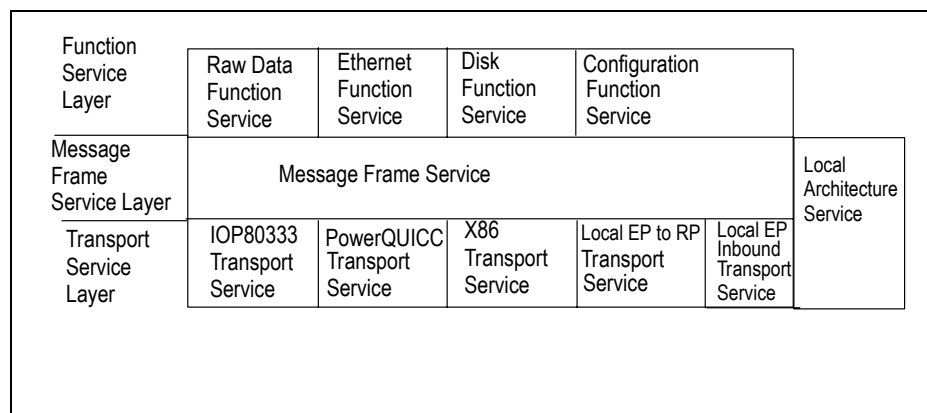 Function
Service
Layer
Raw Data
Function
Service
Ethernet
Function
Service
Disk
Function
Service
Configuration
Function
Service
Message
Frame
Service Layer
Message Frame Service
Local
Architecture
Service
Transport
Service
Layer
IOP80333
Transport
Service
PowerQUICC
Transport
Service
X86
Transport
Service
Local EP to RP
Transport
Service
Local EP
Inbound
Transport
Service